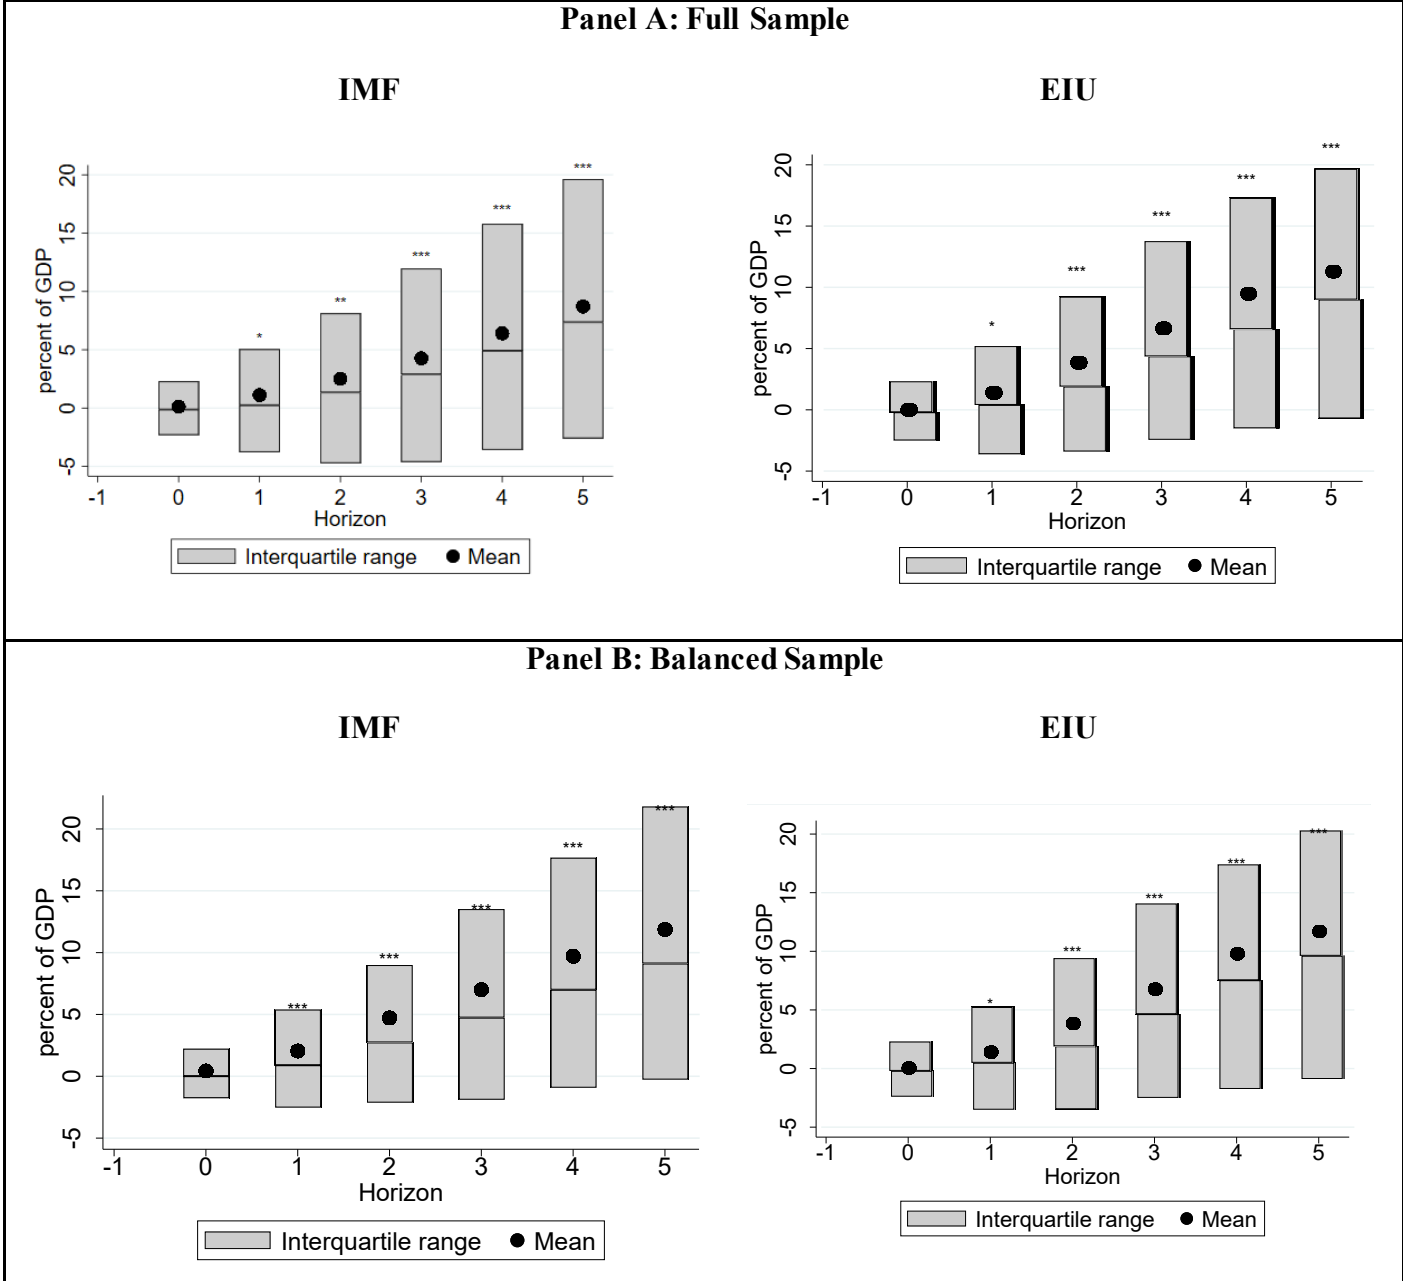 Panel A: Full Sample
IMF
EIU
percent of GDP
20
15
10
5
0
-5
*
**
***
***
***
-1 0 1 2 3 4 5
Horizon
Interquartile range Mean
percent of GDP
20
15
10
5
0
-5
*
***
***
***
***
-1 0 1 2 3 4 5
Horizon
Interquartile range Mean
Panel B: Balanced Sample
IMF
EIU
percent of GDP
20
15
10
5
0
-5
***
***
***
***
***
-1 0 1 2 3 4 5
Horizon
Interquartile range Mean
percent of GDP
20
15
10
5
0
-5
*
***
***
***
***
-1 0 1 2 3 4 5
Horizon
Interquartile range Mean